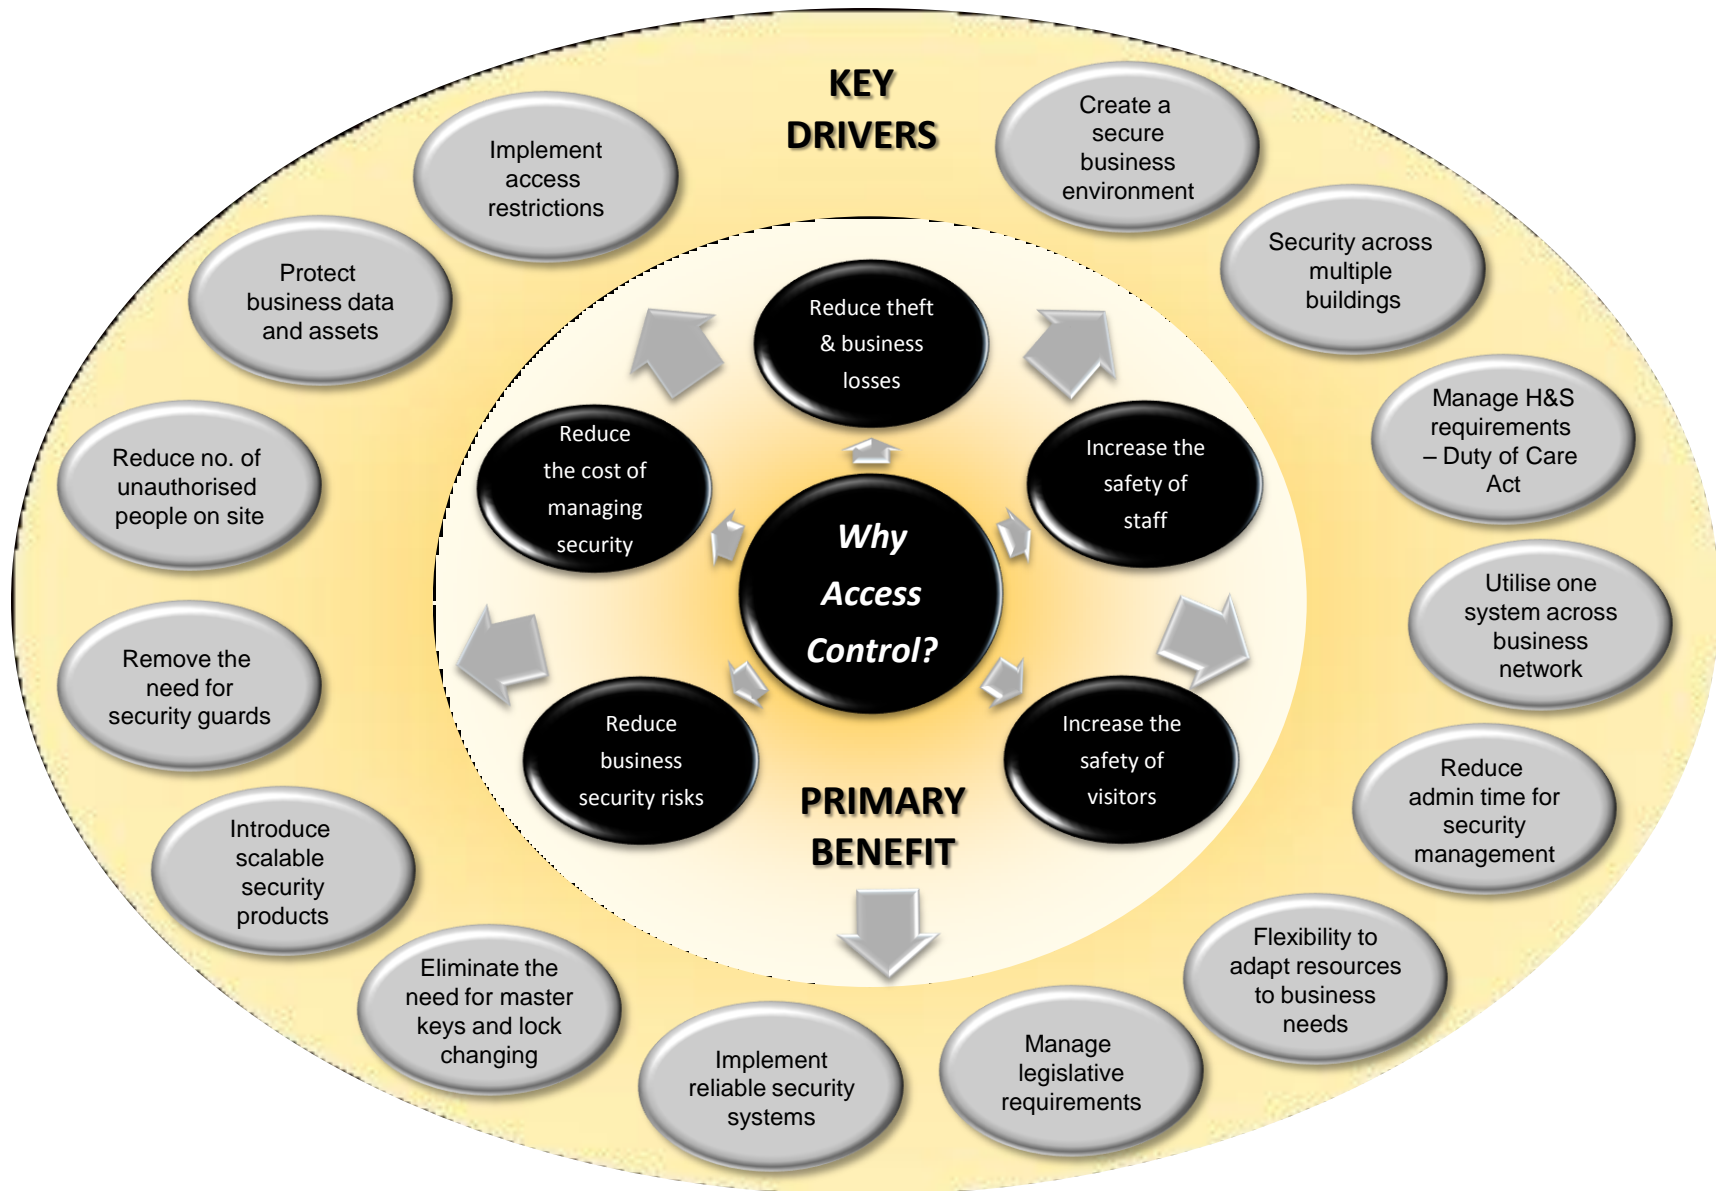 KEY
DRIVERS
Create a
secure
business
environment
Security across
multiple
buildings
Manage H&S
requirements
– Duty of Care
Act
Utilise one
system across
business
network
Reduce
admin time for
security
management
Flexibility to
adapt resources
to business
needs
Manage
legislative
requirements
Implement
reliable security
systems
Eliminate the
need for master
keys and lock
changing
Introduce
scalable
security
products
Remove the
need for
security guards
Reduce no. of
unauthorised
people on site
Protect
business data
and assets
Implement
access
restrictions
Reduce theft
& business
losses
Increase the
safety of
staff
Increase the
safety of
visitors
Reduce
business
security risks
Reduce
the cost of
managing
security
Why
Access
Control?
PRIMARY
BENEFIT